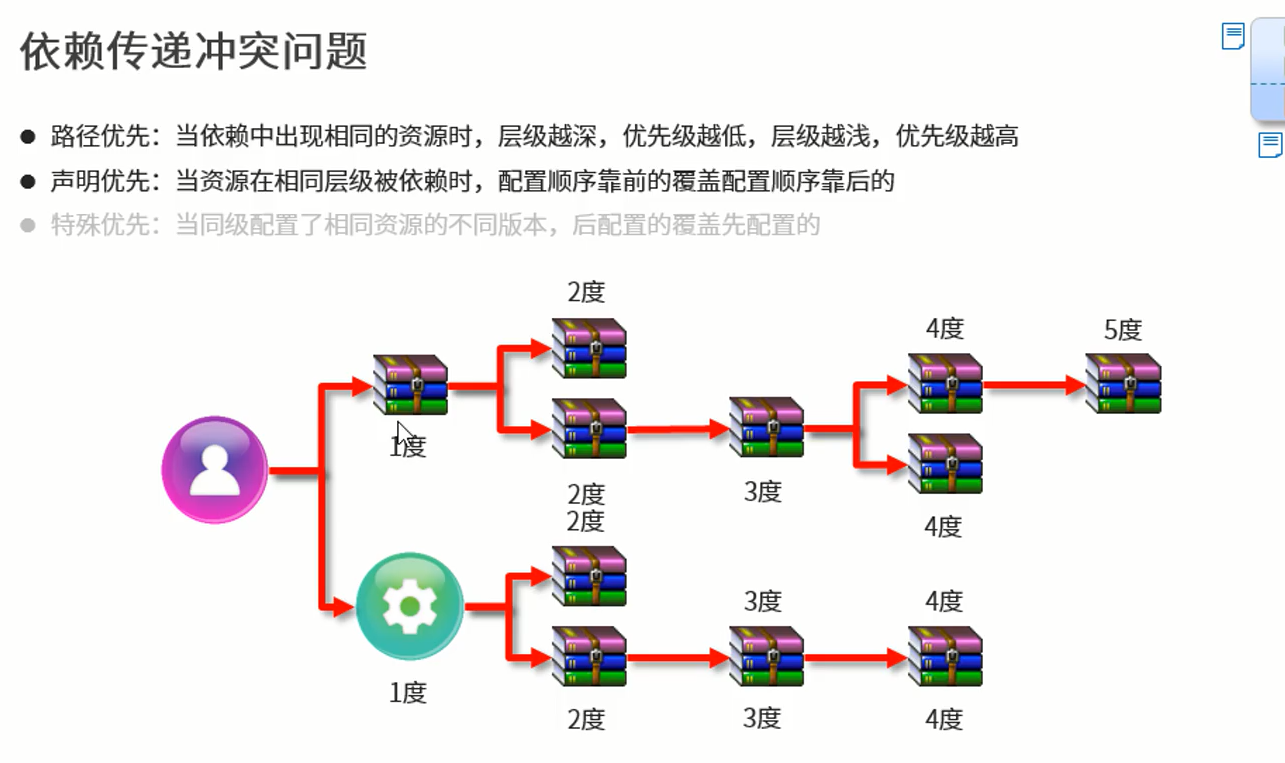 依赖传递冲突问题
路径优先：当依赖中出现相同的资源时，层级越深，优先级越低，层级越浅，优先级越高
声明优先：当资源在相同层级被依赖时，配置顺序靠前的覆盖配置顺序靠后的
特殊优先：当同级配置了相同资源的不同版本，后配置的覆盖先配置的
2度
4度
5度
1度
2度
3度
2度
4度
3度
4度
1度
2度
3度
4度